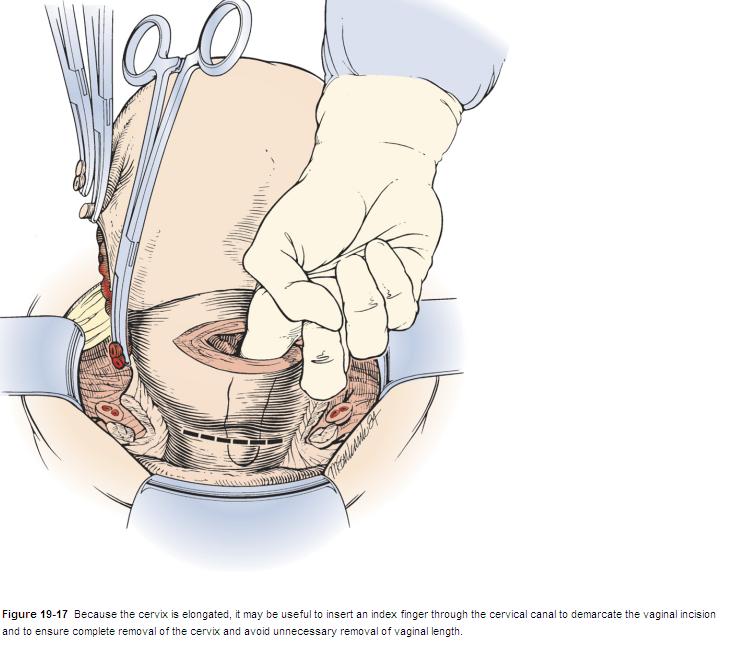 Figure 19-17 Because the cervix is elongated, it may be useful to insert an index finger through the cervical canal to demarcate the vaginal incision
and to ensure complete removal of the cervix and avoid unnecessary removal of vaginal length.